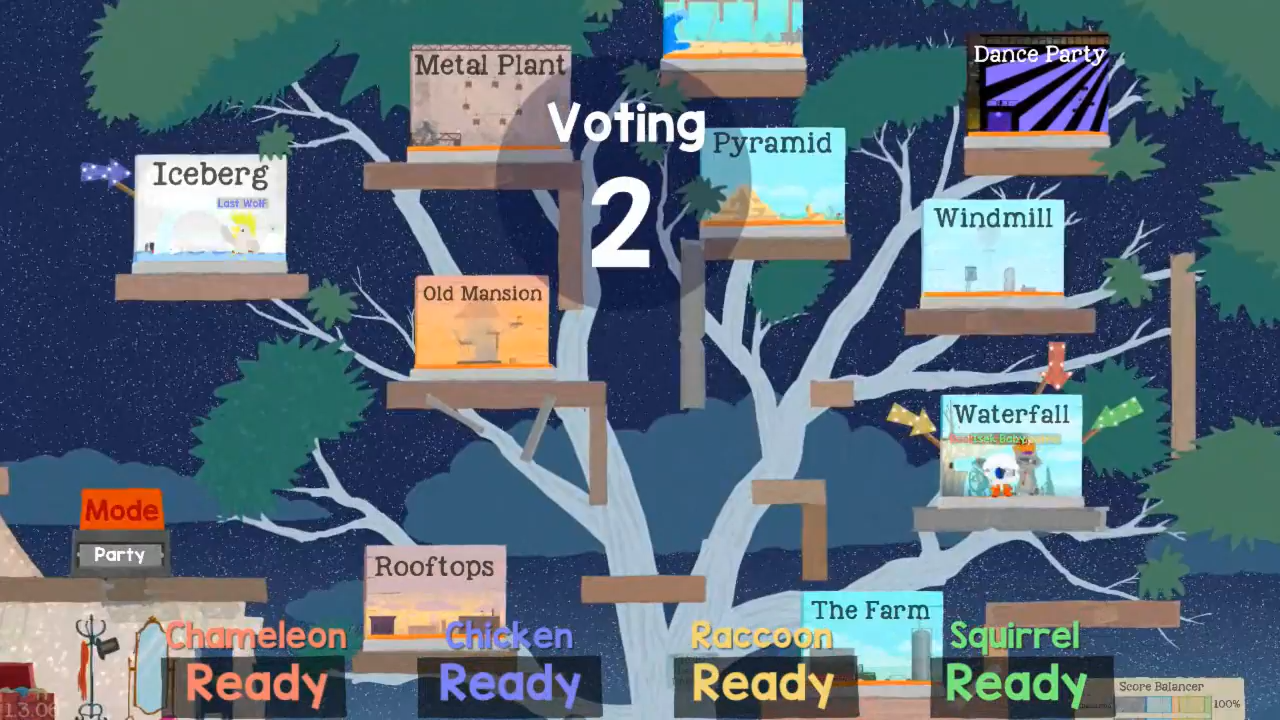 Metal Plant
Dance Party
Voting
2
Pyramid
Iceberg
Last Wolf
Windmill
Old Mansion
Waterfall
Mode
Party
Rooftops
The Farm
Chameleon
Ready
Chicken
Ready
Raccoon
Ready
Squirrel
Ready
Score Balancer
100%